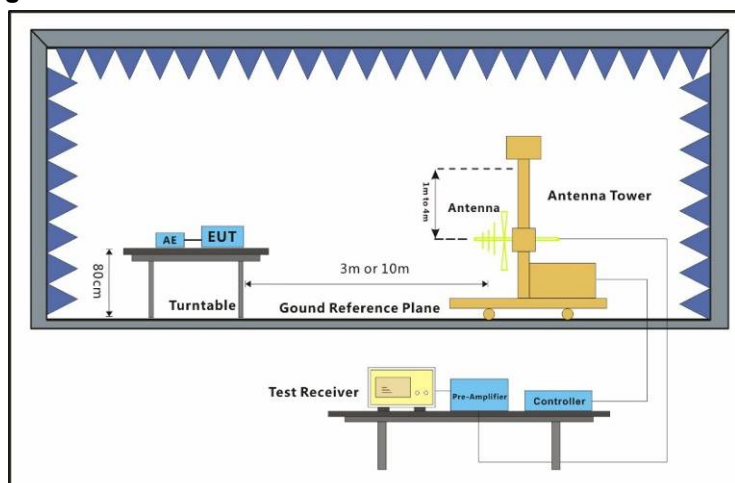 g
1m to 4m
Antenna Tower
Antenna
AE
EUT
3m or 10m
80cm
Turntable
Gound Reference Plane
Test Receiver
Pre-Amplifier
Controller